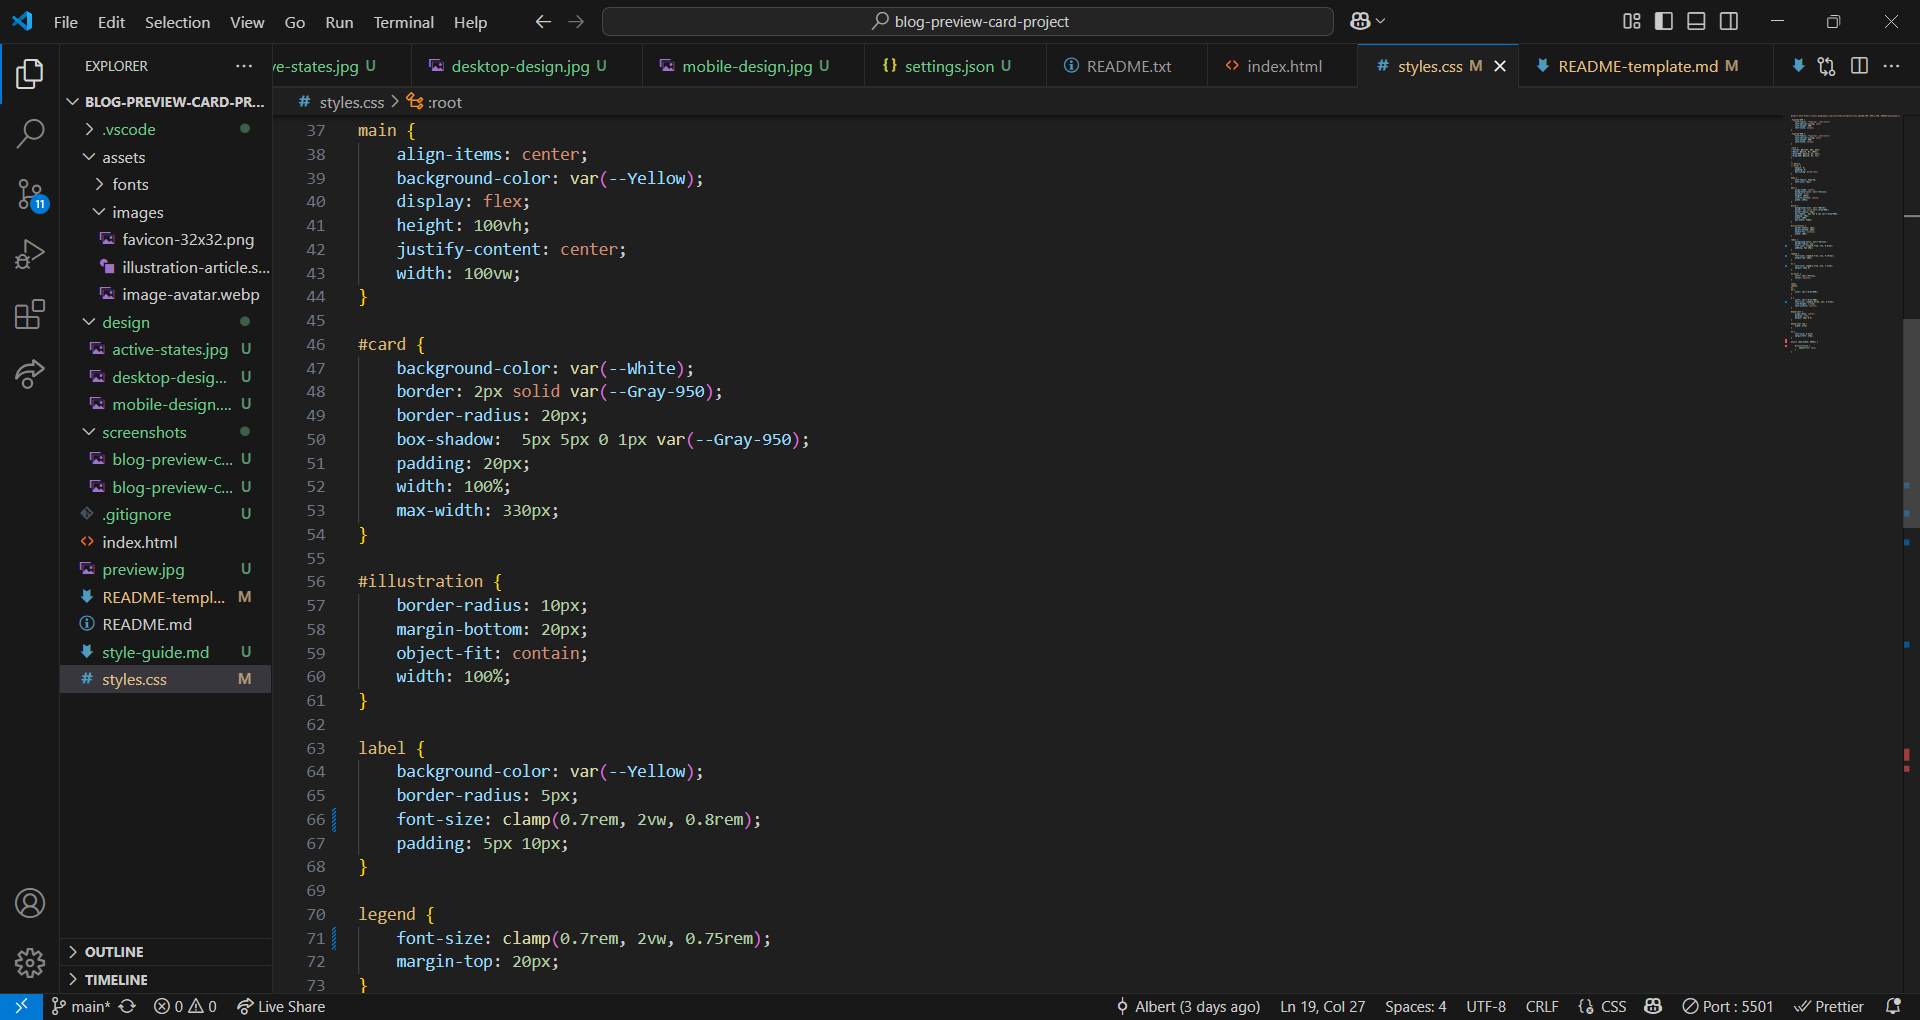 File Edit Selection View Go Run Terminal Help
blog-preview-card-project
EXPLORER
ve-states.jpg U
desktop-design.jpg U
mobile-design.jpg U
{} settings.json U
README.txt
<> index.html
# styles.css M
README-template.md M
# styles.css > :root
BLOG-PREVIEW-CARD-PR...
.vscode
assets
fonts
images
favicon-32x32.png
illustration-article.s...
image-avatar.webp
design
active-states.jpg U
desktop-desig... U
mobile-design.... U
screenshots
blog-preview-c... U
blog-preview-c... U
.gitignore U
<> index.html
preview.jpg U
README-templ... M
README.md
style-guide.md U
# styles.css M
OUTLINE
TIMELINE
11
37 main {
38 align-items: center;
39 background-color: var(--Yellow);
40 display: flex;
41 height: 100vh;
42 justify-content: center;
43 width: 100vw;
44 }
45
46 #card {
47 background-color: var(--White);
48 border: 2px solid var(--Gray-950);
49 border-radius: 20px;
50 box-shadow:  5px 5px 0 1px var(--Gray-950);
51 padding: 20px;
52 width: 100%;
53 max-width: 330px;
54 }
55
56 #illustration {
57 border-radius: 10px;
58 margin-bottom: 20px;
59 object-fit: contain;
60 width: 100%;
61 }
62
63 label {
64 background-color: var(--Yellow);
65 border-radius: 5px;
66 font-size: clamp(0.7rem, 2vw, 0.8rem);
67 padding: 5px 10px;
68 }
69
70 legend {
71 font-size: clamp(0.7rem, 2vw, 0.75rem);
72 margin-top: 20px;
73 }
main* 0 0 Live Share
Albert (3 days ago) Ln 19, Col 27 Spaces: 4 UTF-8 CRLF {} CSS Port : 5501 Prettier